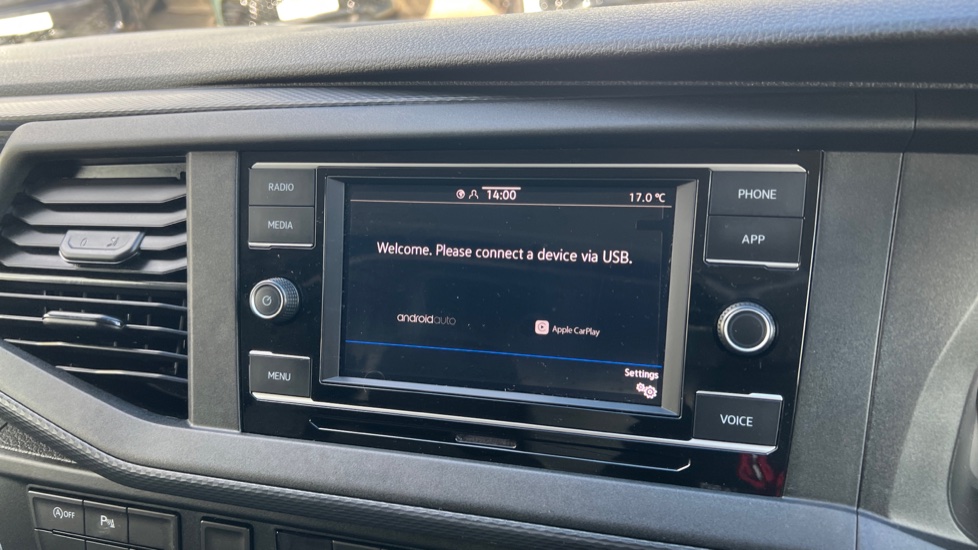 RADIO
MEDIA
MENU
14:00
17.0 °C
Welcome. Please connect a device via USB.
androidauto
Apple CarPlay
Settings
PHONE
APP
VOICE
A OFF
P